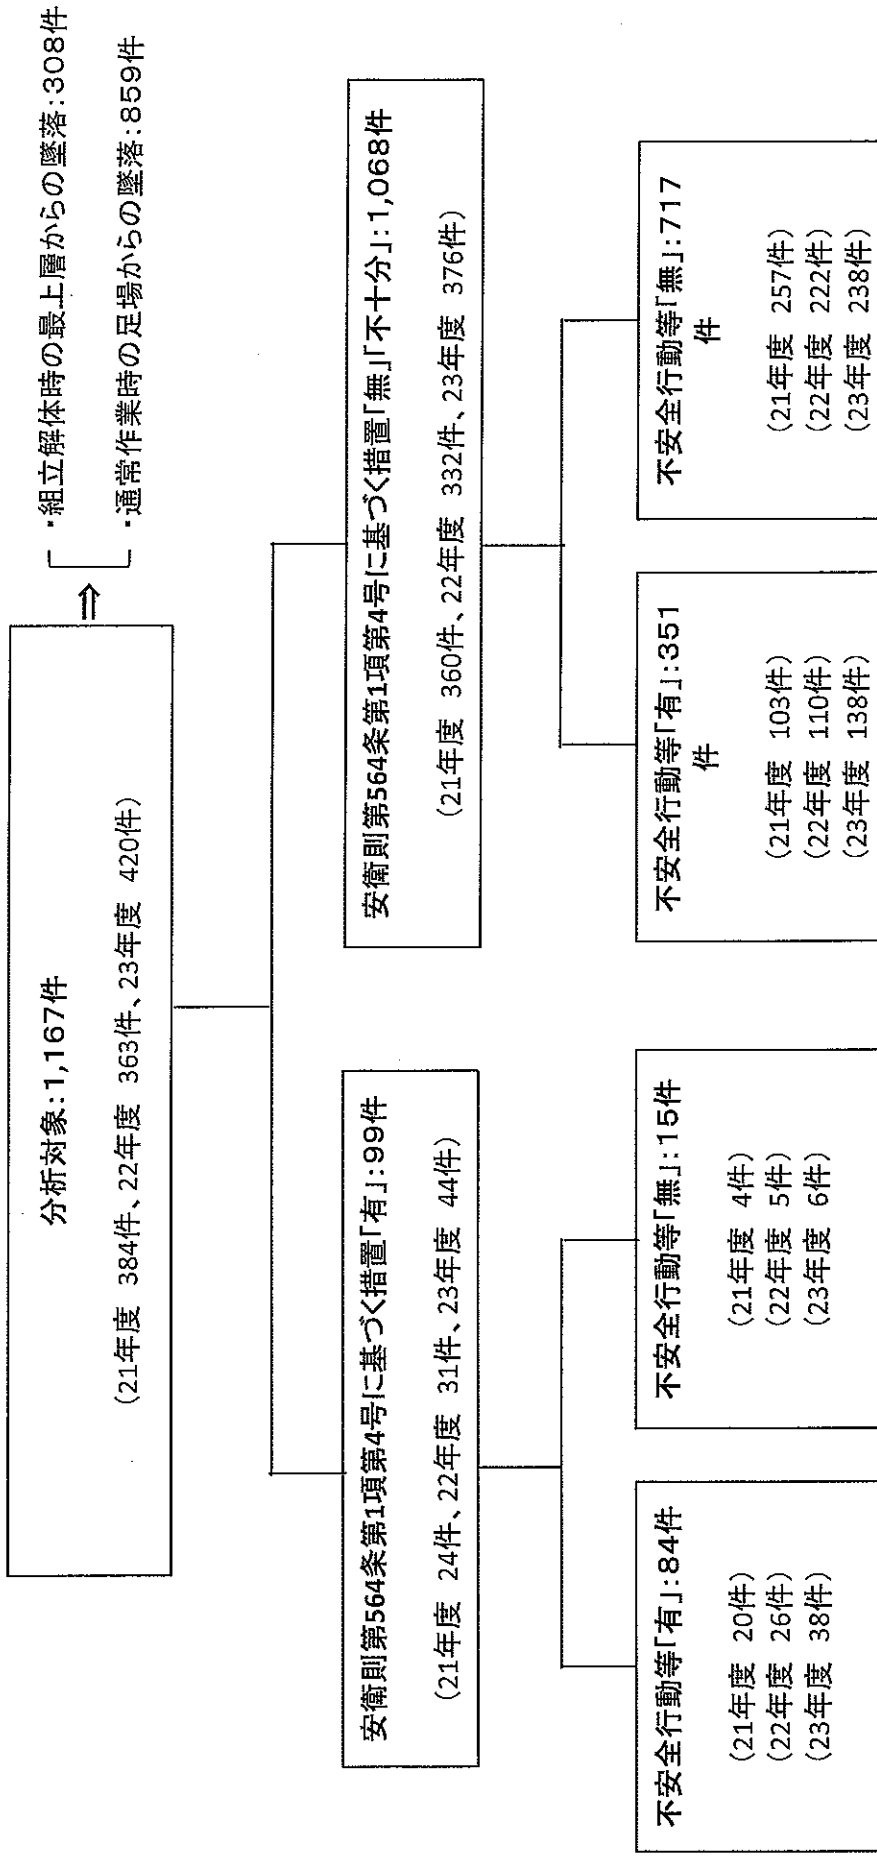 分析対象：1,167件
（21年度 384件、22年度 363件、23年度 420件）
⇒
・組立解体時の最上層からの墜落：308件
・通常作業時の足場からの墜落：859件
安衛則第564条第1項第4号に基づく措置「有」：99件
（21年度 24件、22年度 31件、23年度 44件）
安衛則第564条第1項第4号に基づく措置「無」「不十分」：1,068件
（21年度 360件、22年度 332件、23年度 376件）
不安全行動等「有」：84件
（21年度 20件）
（22年度 26件）
（23年度 38件）
不安全行動等「無」：15件
（21年度 4件）
（22年度 5件）
（23年度 6件）
不安全行動等「有」：351
件
（21年度 103件）
（22年度 110件）
（23年度 138件）
不安全行動等「無」：717
件
（21年度 257件）
（22年度 222件）
（23年度 238件）